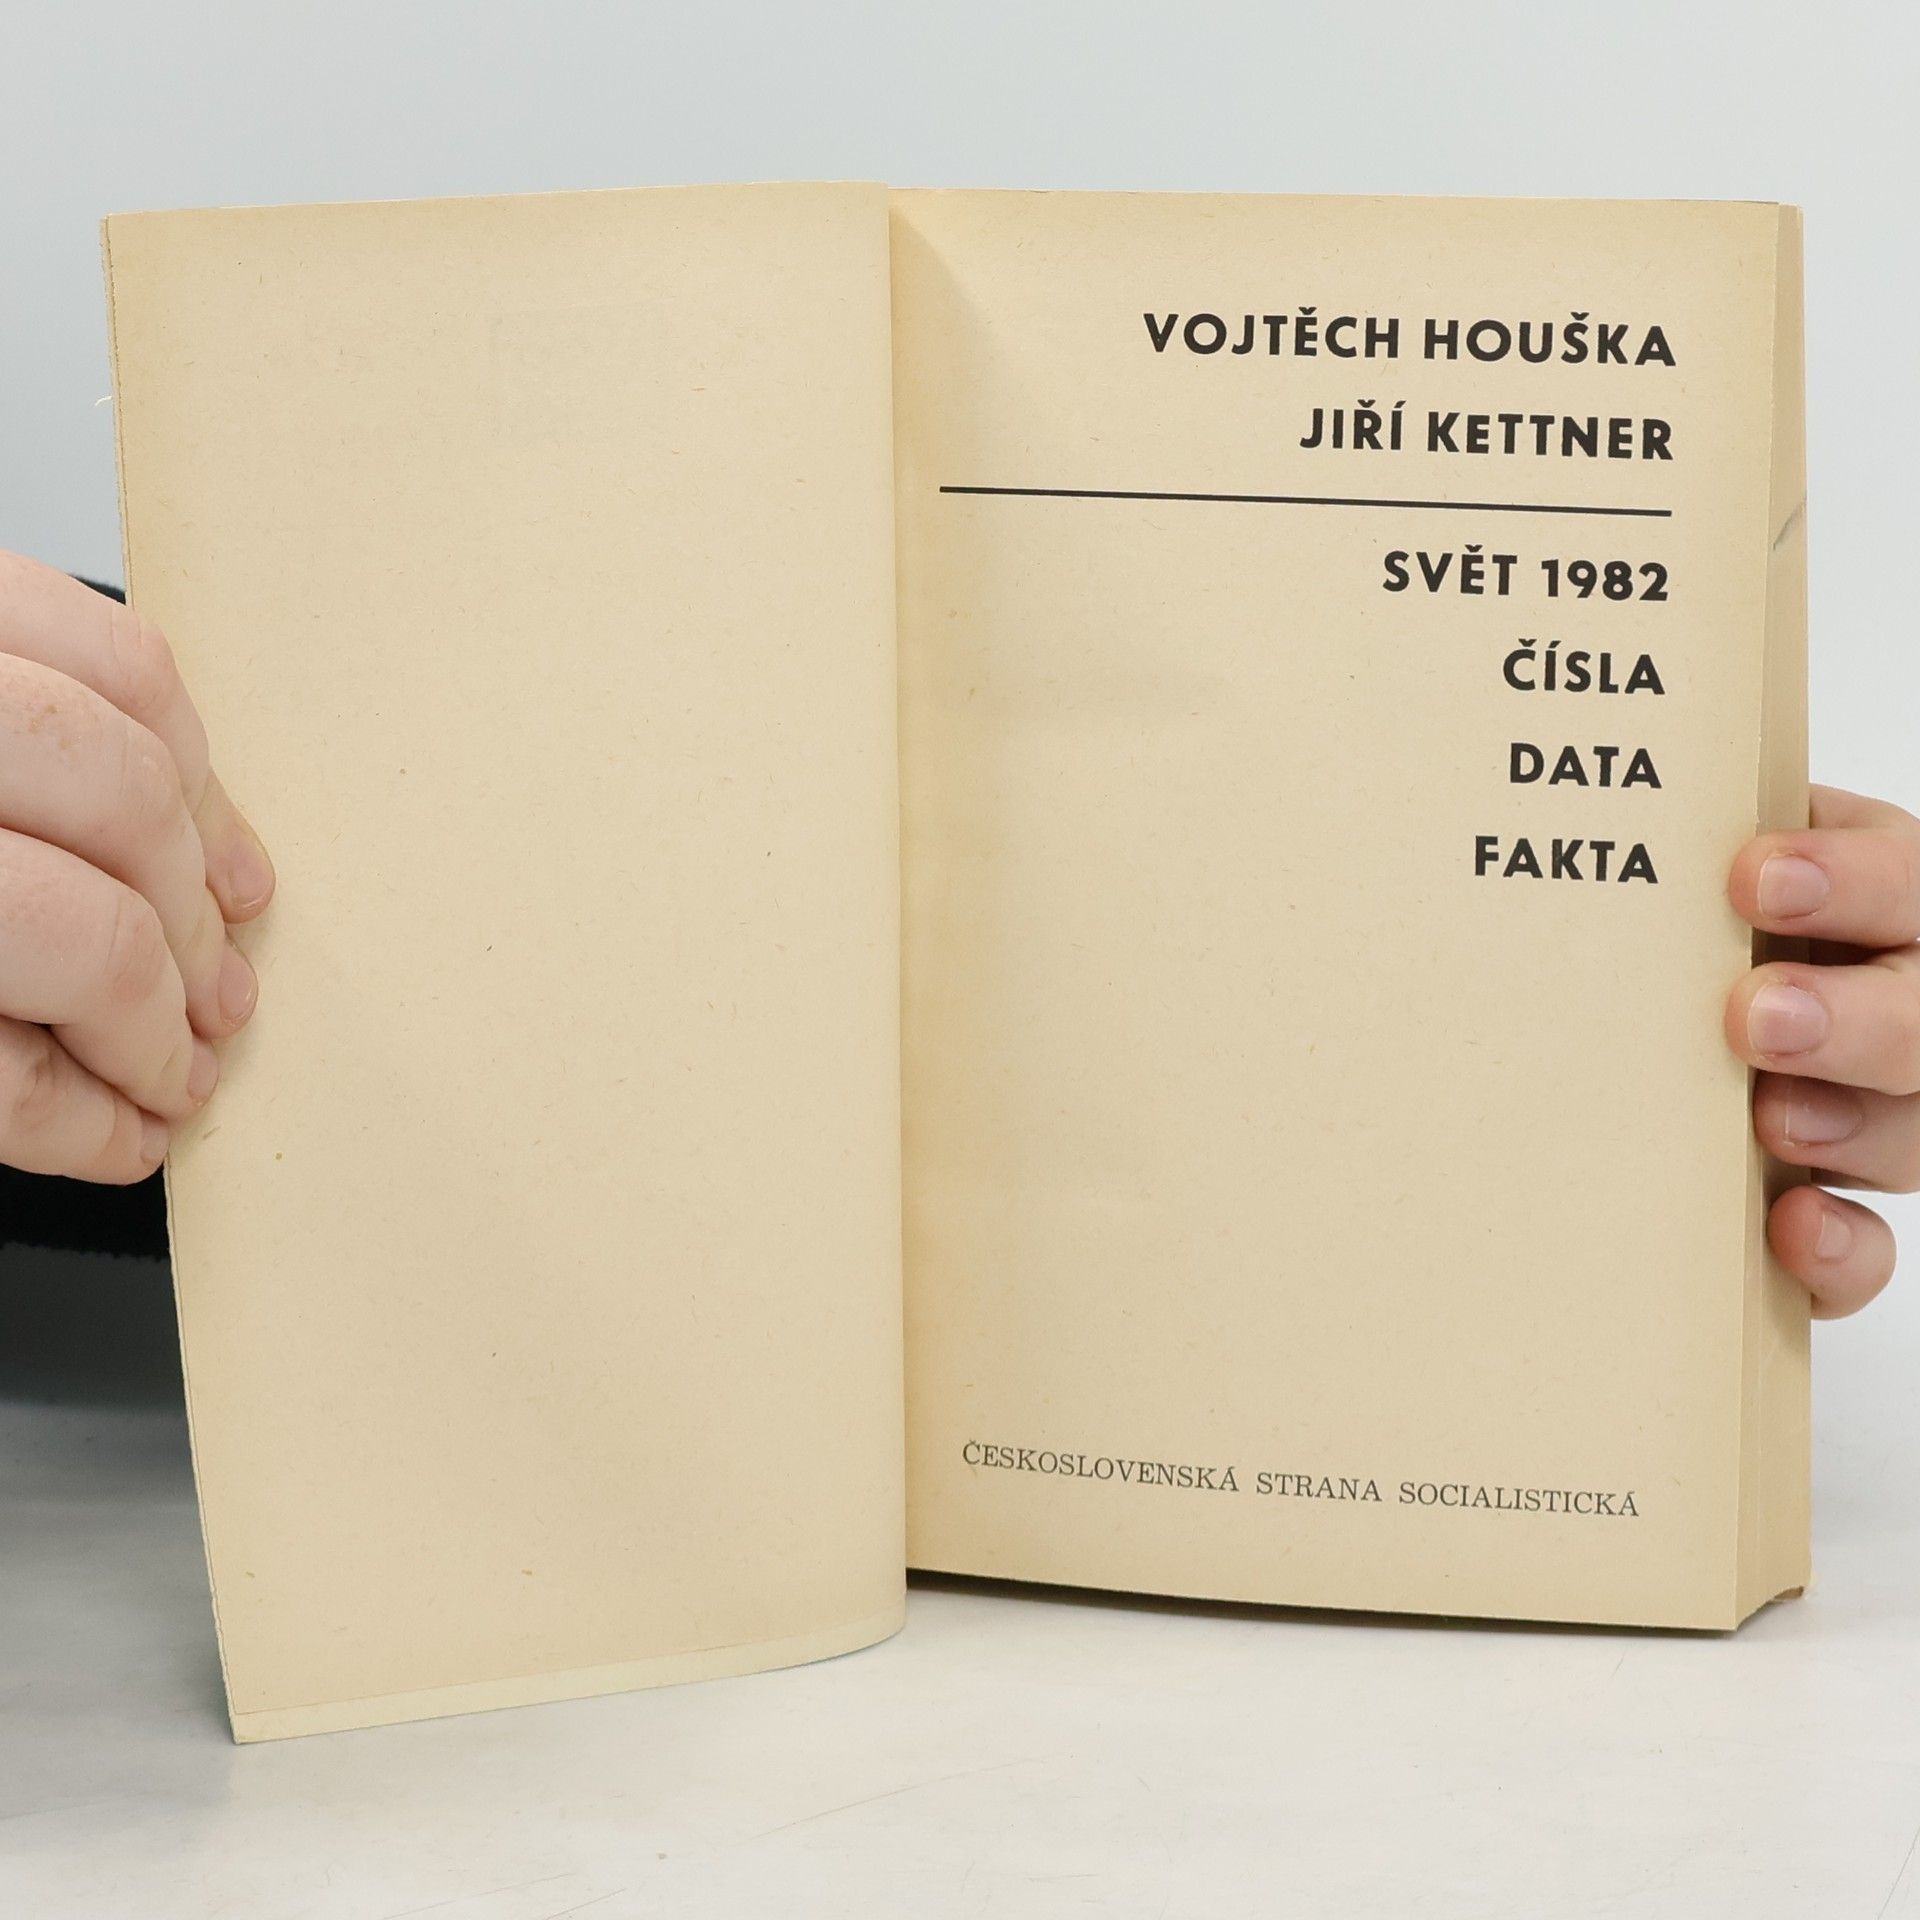 VOJTĚCH HOUŠKA
JIŘÍ KETTNER
SVĚT 1982
ČÍSLA
DATA
FAKTA
ČESKOSLOVENSKÁ STRANA SOCIALISTICKÁ